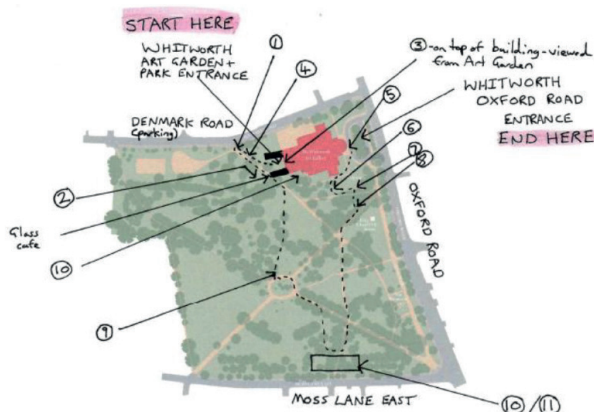 START HERE
WHITWORTH
ART GARDEN +
PARK ENTRANCE
①
④
③-on top of building-viewed
from Art Garden
WHITWORTH
OXFORD ROAD
ENTRANCE
END HERE
⑤
⑥
⑦
⑧
DENMARK ROAD
(parking)
②
Glass
cafe
⑩
OXFORD ROAD
⑨
MOSS LANE EAST
⑩/⑪